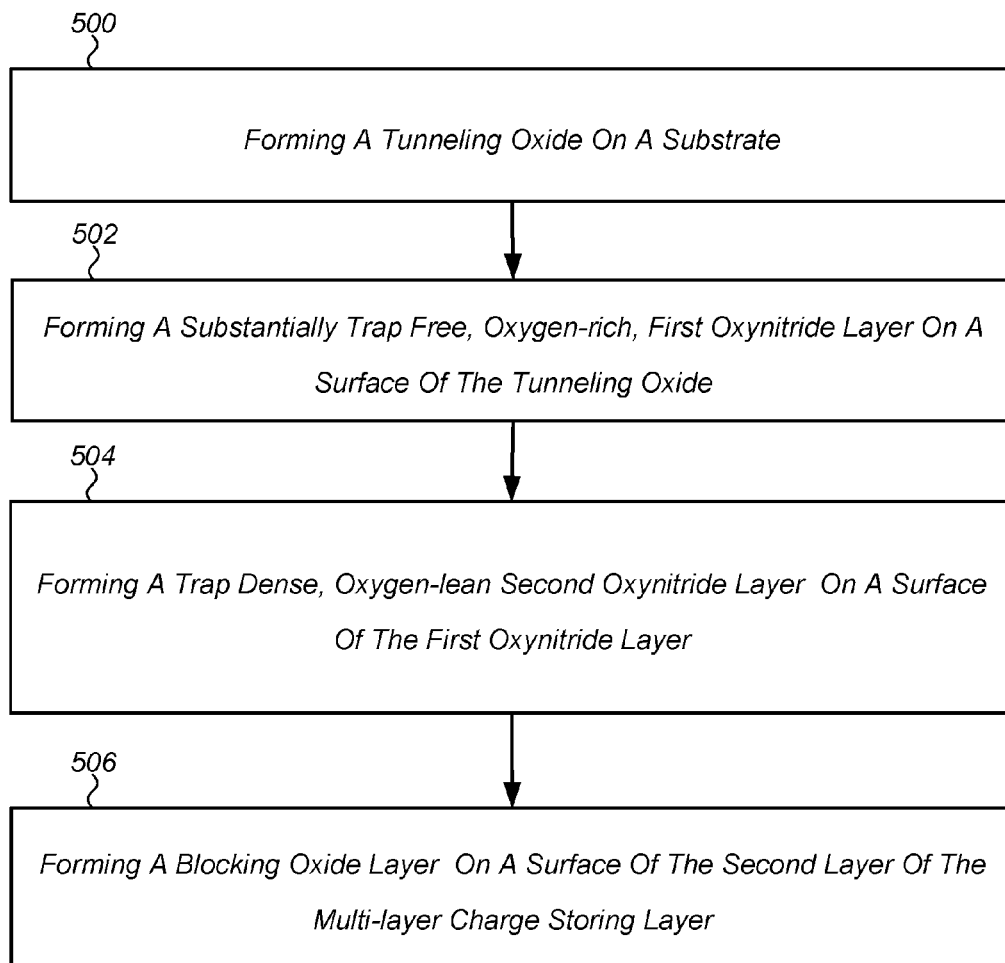 500
Forming A Tunneling Oxide On A Substrate
502
Forming A Substantially Trap Free, Oxygen-rich, First Oxynitride Layer On A
Surface Of The Tunneling Oxide
504
Forming A Trap Dense, Oxygen-lean Second Oxynitride Layer On A Surface
Of The First Oxynitride Layer
506
Forming A Blocking Oxide Layer On A Surface Of The Second Layer Of The
Multi-layer Charge Storing Layer